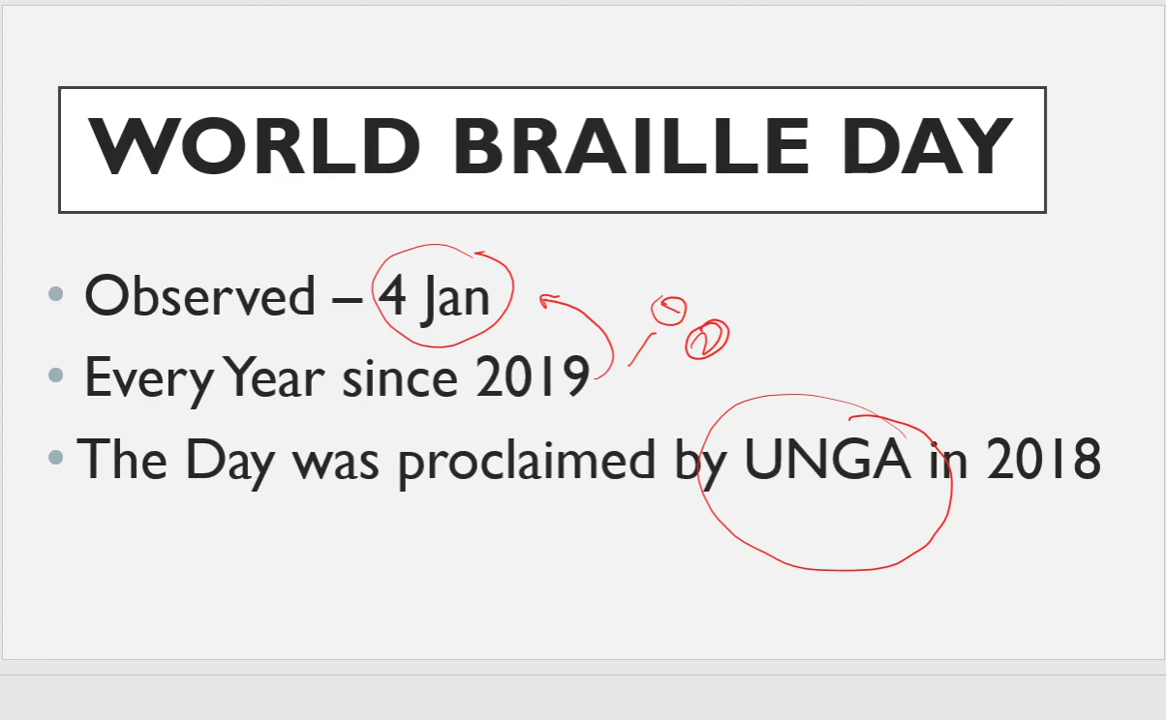 WORLD BRAILLE DAY
• Observed – 4 Jan
• Every Year since 2019
• The Day was proclaimed by UNGA in 2018